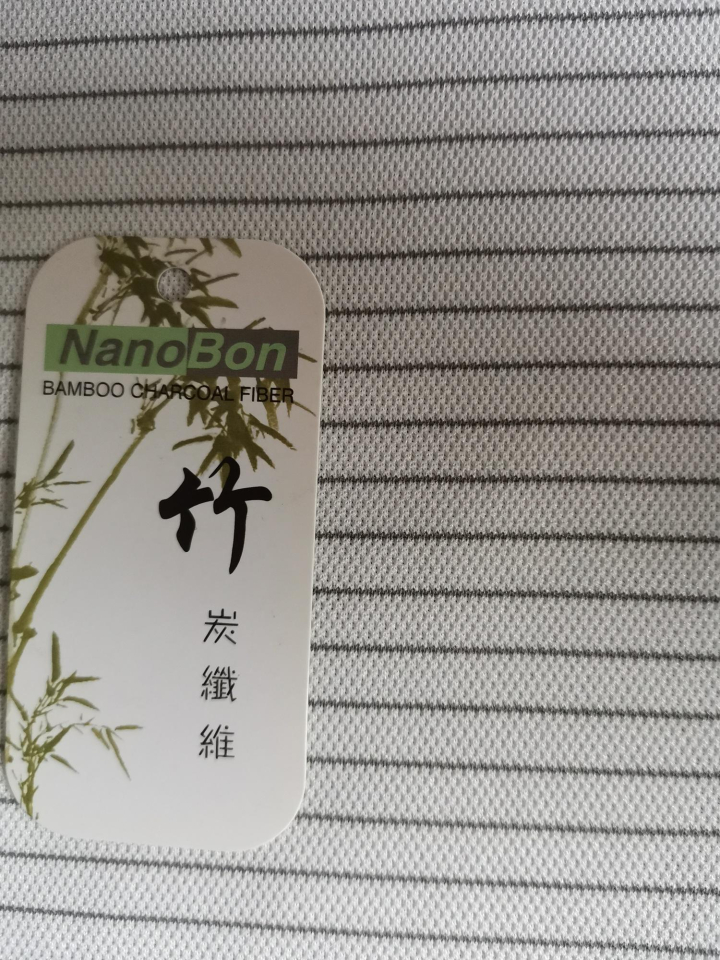 NanoBon
BAMBOO CHARCOAL FIBER
竹
炭
纖
維